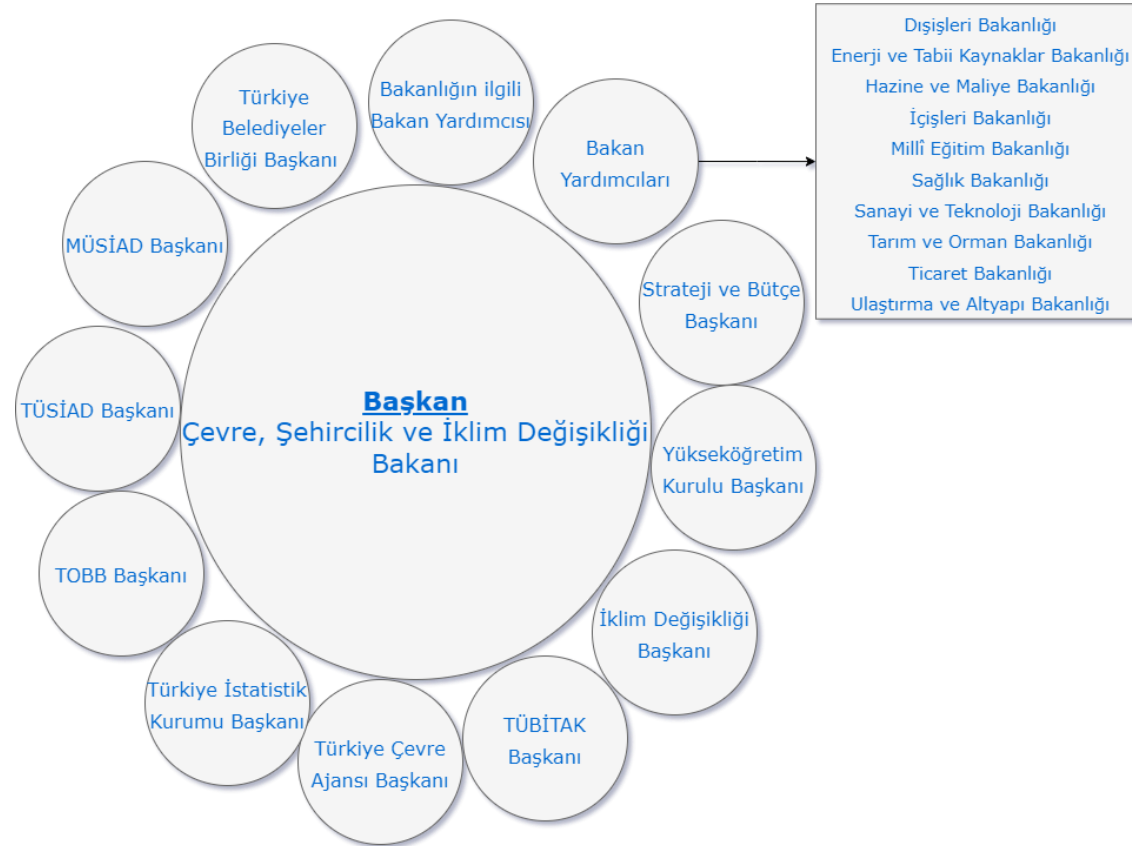 Başkan
Çevre, Şehircilik ve İklim Değişikliği
Bakanı
Bakanlığın ilgili
Bakan Yardımcısı
Bakan
Yardımcıları
Dışişleri Bakanlığı
Enerji ve Tabii Kaynaklar Bakanlığı
Hazine ve Maliye Bakanlığı
İçişleri Bakanlığı
Millî Eğitim Bakanlığı
Sağlık Bakanlığı
Sanayi ve Teknoloji Bakanlığı
Tarım ve Orman Bakanlığı
Ticaret Bakanlığı
Ulaştırma ve Altyapı Bakanlığı
Strateji ve Bütçe
Başkanı
Yükseköğretim
Kurulu Başkanı
İklim Değişikliği
Başkanı
TÜBİTAK
Başkanı
Türkiye Çevre
Ajansı Başkanı
Türkiye İstatistik
Kurumu Başkanı
TOBB Başkanı
TÜSİAD Başkanı
MÜSİAD Başkanı
Türkiye
Belediyeler
Birliği Başkanı